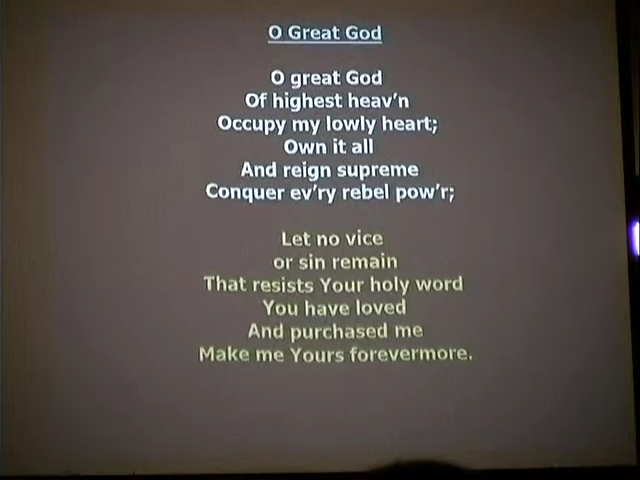 O Great God
O great God
Of highest heav'n
Occupy my lowly heart;
Own it all
And reign supreme
Conquer ev'ry rebel pow'r;
Let no vice
or sin remain
That resists Your holy word
You have loved
And purchased me
Make me Yours forevermore.